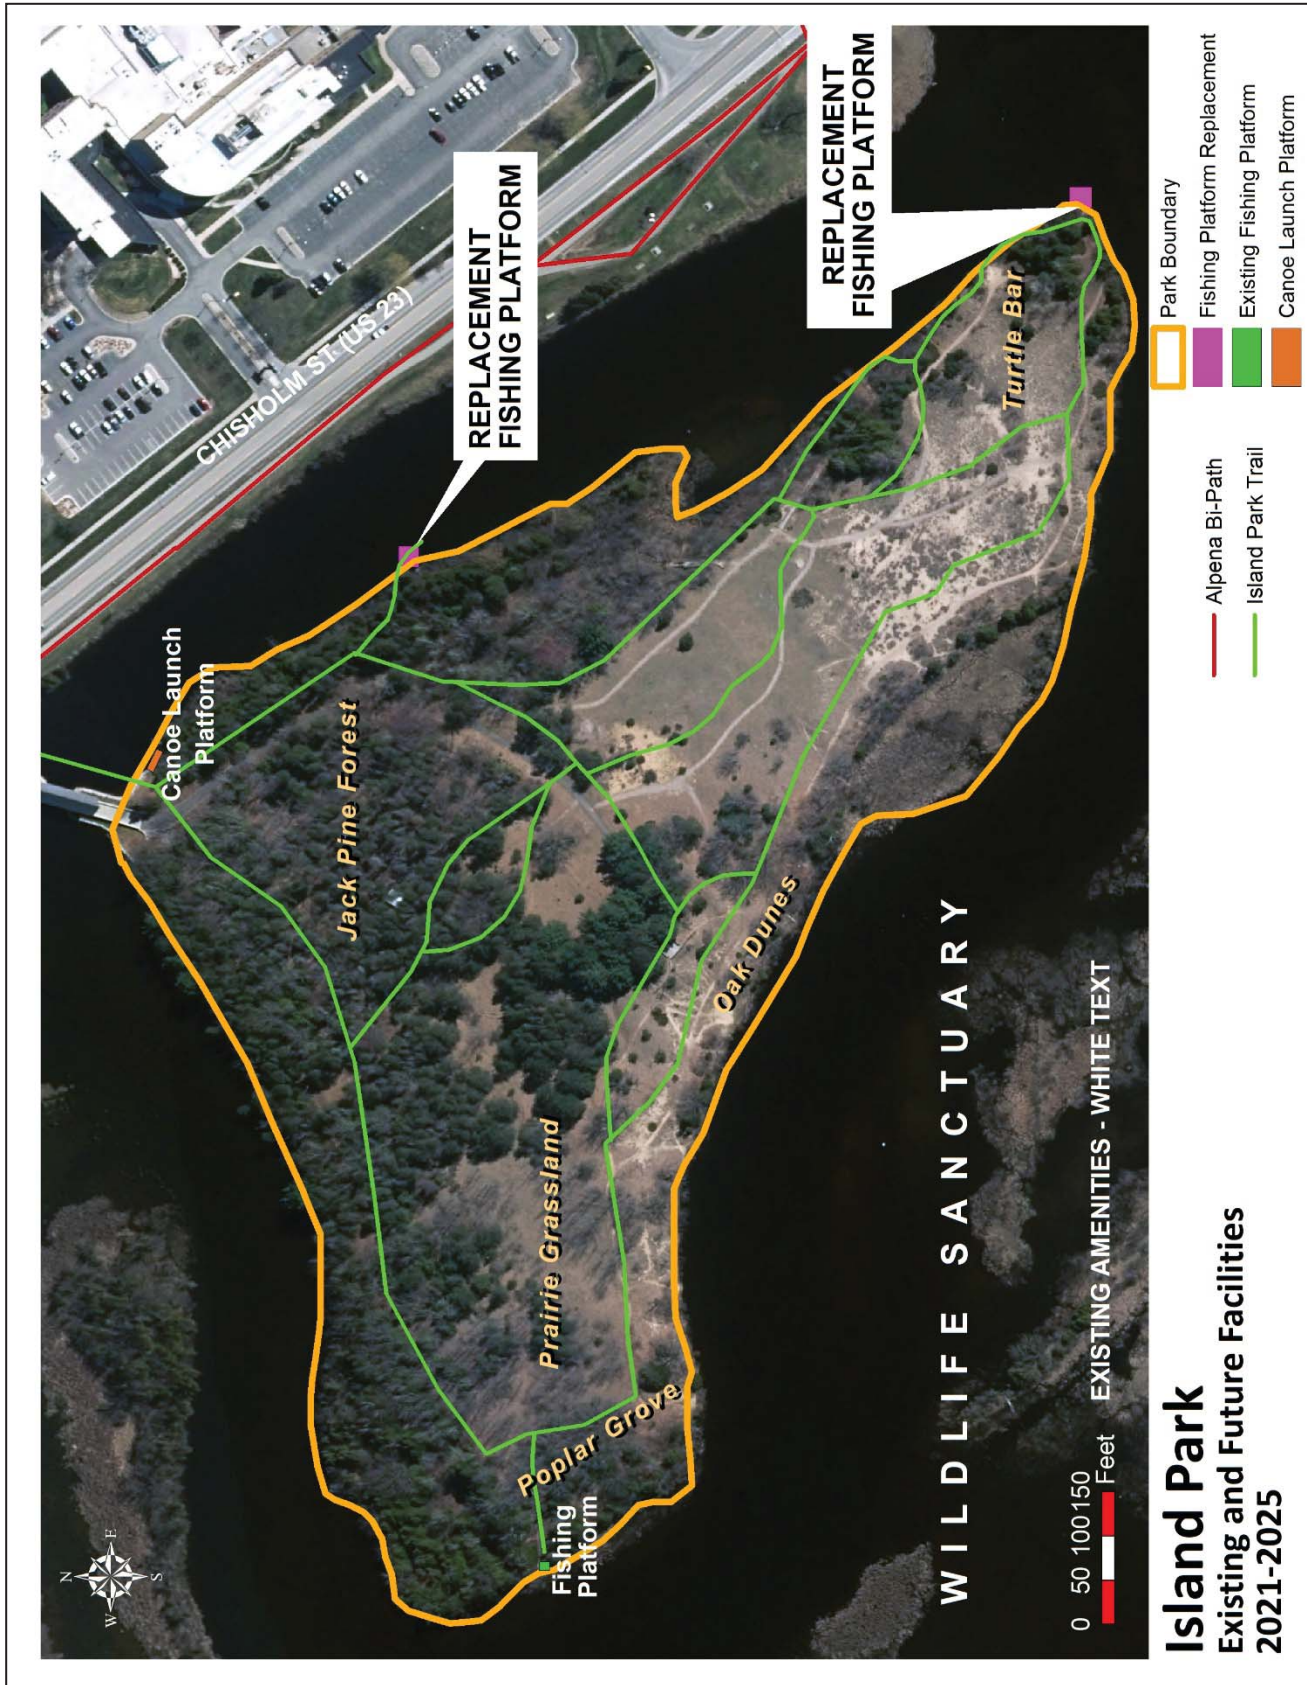 CHISHOLM ST. (US 23)
REPLACEMENT
FISHING PLATFORM
REPLACEMENT
FISHING PLATFORM
Canoe Launch
Platform
Jack Pine Forest
Turtle Bar
Prairie Grassland
Oak Dunes
Poplar Grove
Fishing
Platform
WILDLIFE SANCTUARY
N
W
E
S
0 50 100 150
Feet
EXISTING AMENITIES - WHITE TEXT
Island Park
Existing and Future Facilities
2021-2025
Alpena Bi-Path
Island Park Trail
Park Boundary
Fishing Platform Replacement
Existing Fishing Platform
Canoe Launch Platform